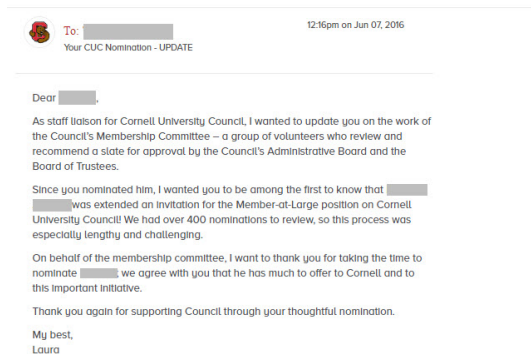 To:
12:16pm on Jun 07, 2016
Your CUC Nomination - UPDATE
Dear ,
As staff liaison for Cornell University Council, I wanted to update you on the work of
the Council's Membership Committee – a group of volunteers who review and
recommend a slate for approval by the Council's Administrative Board and the
Board of Trustees.
Since you nominated him, I wanted you to be among the first to know that
was extended an invitation for the Member-at-Large position on Cornell
University Council! We had over 400 nominations to review, so this process was
especially lengthy and challenging.
On behalf of the membership committee, I want to thank you for taking the time to
nominate ; we agree with you that he has much to offer to Cornell and to
this important initiative.
Thank you again for supporting Council through your thoughtful nomination.
My best,
Laura